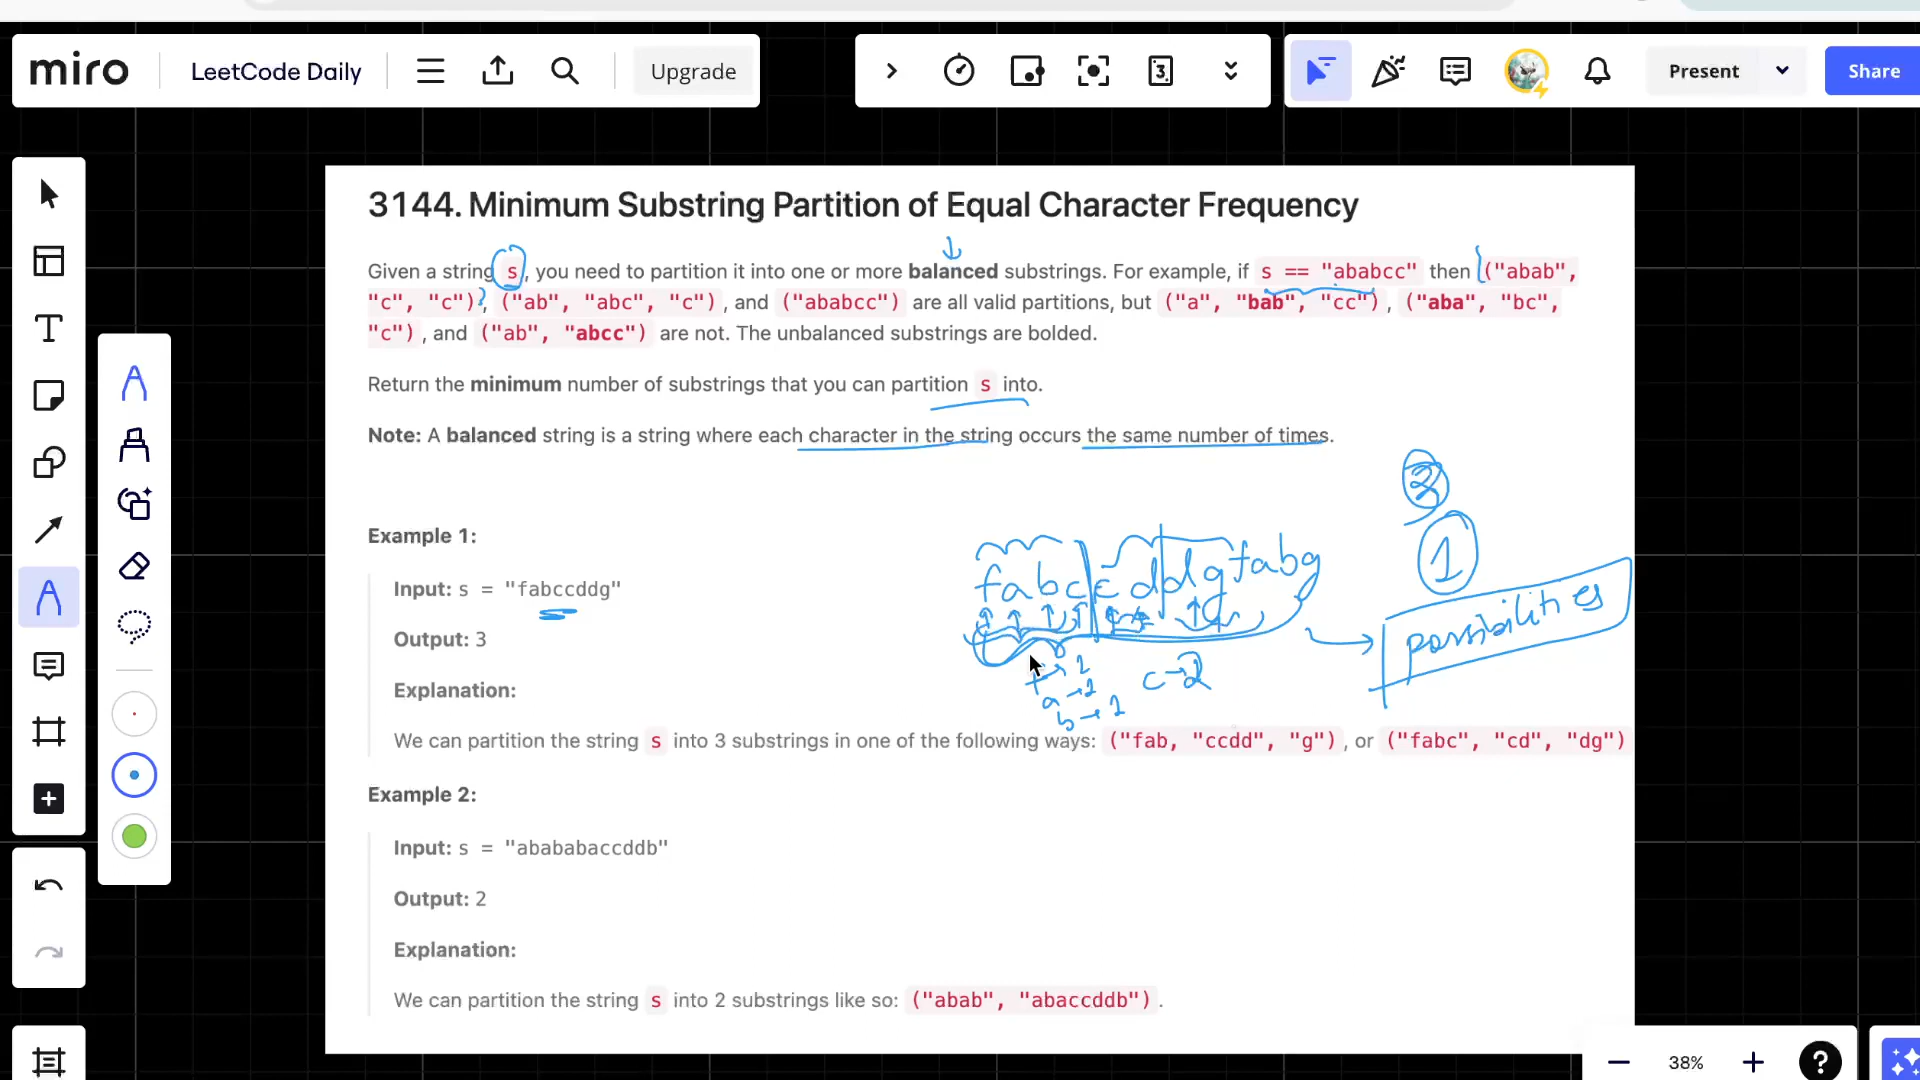 miro
LeetCode Daily
Upgrade
3
Present
Share
3144. Minimum Substring Partition of Equal Character Frequency
Given a string s, you need to partition it into one or more balanced substrings. For example, if s == "ababcc" then ("abab",
"c", "c"), ("ab", "abc", "c"), and ("ababcc") are all valid partitions, but ("a", "bab", "cc"), ("aba", "bc",
"c"), and ("ab", "abcc") are not. The unbalanced substrings are bolded.
Return the minimum number of substrings that you can partition s into.
Note: A balanced string is a string where each character in the string occurs the same number of times.
Example 1:
Input: s = "fabccddg"
Output: 3
Explanation:
We can partition the string s into 3 substrings in one of the following ways: ("fab, "ccdd", "g"), or ("fabc", "cd", "dg")
fabccddgfabg
1
possibilities
a → 1
b → 1
c → 2
Example 2:
Input: s = "abababaccddb"
Output: 2
Explanation:
We can partition the string s into 2 substrings like so: ("abab", "abaccddb").
38%
?